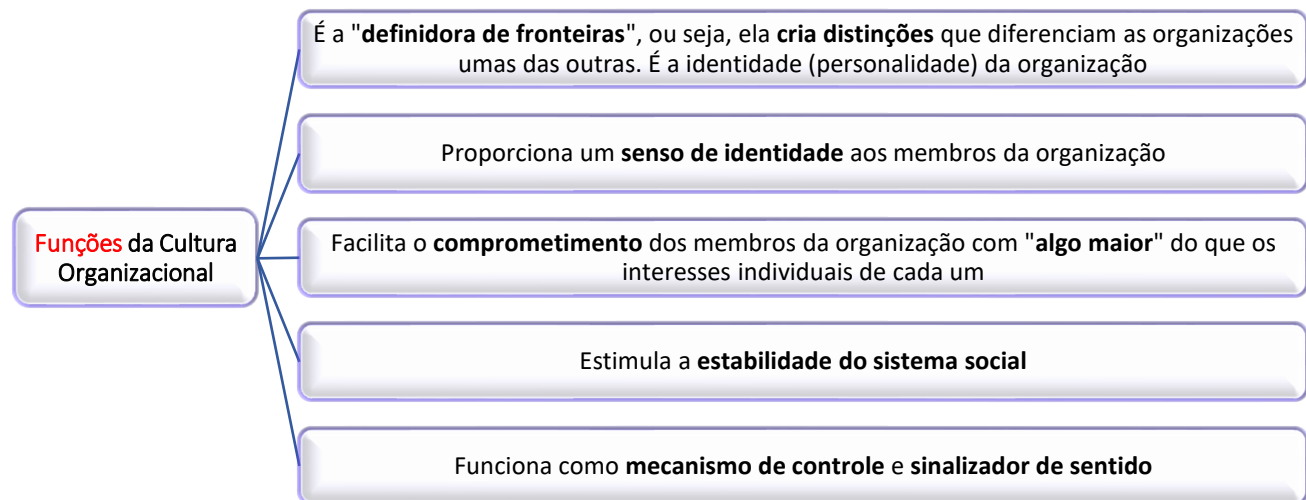 É a "definidora de fronteiras", ou seja, ela cria distinções que diferenciam as organizações
umas das outras. É a identidade (personalidade) da organização
Proporciona um senso de identidade aos membros da organização
Funções da Cultura
Organizacional
Facilita o comprometimento dos membros da organização com "algo maior" do que os
interesses individuais de cada um
Estimula a estabilidade do sistema social
Funciona como mecanismo de controle e sinalizador de sentido